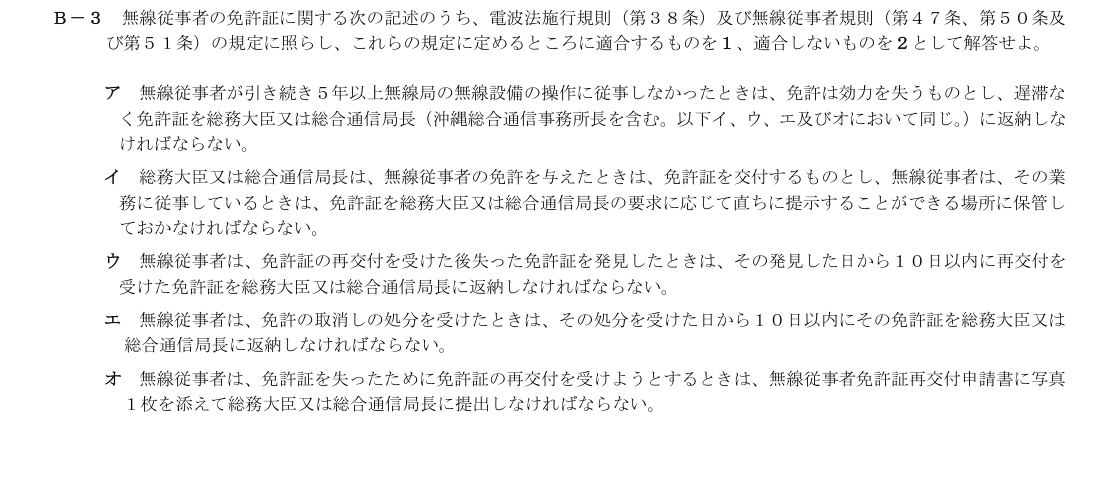 B－3　無線従事者の免許証に関する次の記述のうち、電波法施行規則（第３８条）及び無線従事者規則（第４７条、第５０条及
び第５１条）の規定に照らし、これらの規定に定めるところに適合するものを１、適合しないものを２として解答せよ。
ア　無線従事者が引き続き５年以上無線局の無線設備の操作に従事しなかったときは、免許は効力を失うものとし、遅滞な
く免許証を総務大臣又は総合通信局長（沖縄総合通信事務所長を含む。以下イ、ウ、エ及びオにおいて同じ。）に返納しな
ければならない。
イ　総務大臣又は総合通信局長は、無線従事者の免許を与えたときは、免許証を交付するものとし、無線従事者は、その業
務に従事しているときは、免許証を総務大臣又は総合通信局長の要求に応じて直ちに提示することができる場所に保管し
ておかなければならない。
ウ　無線従事者は、免許証の再交付を受けた後失った免許証を発見したときは、その発見した日から１０日以内に再交付を
受けた免許証を総務大臣又は総合通信局長に返納しなければならない。
エ　無線従事者は、免許の取消しの処分を受けたときは、その処分を受けた日から１０日以内にその免許証を総務大臣又は
総合通信局長に返納しなければならない。
オ　無線従事者は、免許証を失ったために免許証の再交付を受けようとするときは、無線従事者免許証再交付申請書に写真
１枚を添えて総務大臣又は総合通信局長に提出しなければならない。